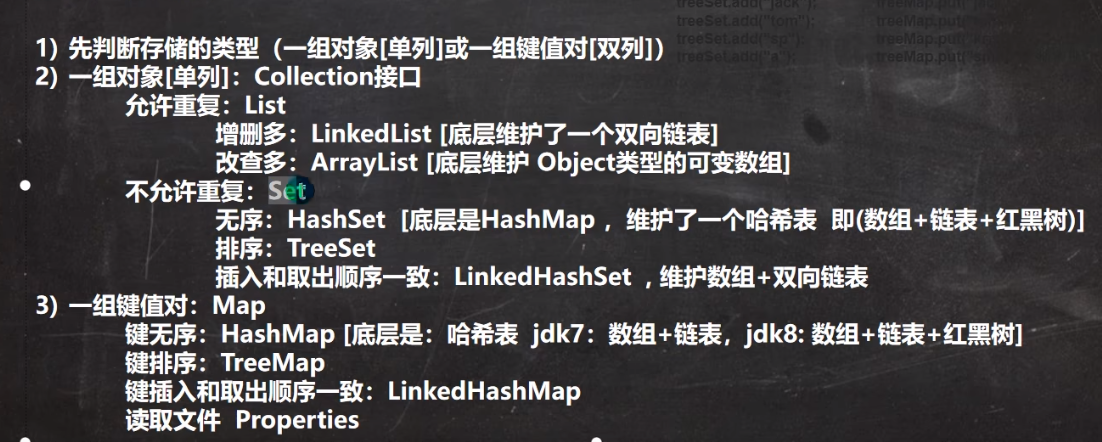 treeSet.add("jack");
treeSet.add("tom");
treeSet.add("sp");
treeSet.add("a");
1) 先判断存储的类型（一组对象[单列]或一组键值对[双列]）
2) 一组对象[单列]：Collection接口
允许重复：List
增删多：LinkedList [底层维护了一个双向链表]
改查多：ArrayList [底层维护 Object类型的可变数组]
不允许重复：Set
无序：HashSet [底层是HashMap ，维护了一个哈希表 即(数组+链表+红黑树)]
排序：TreeSet
插入和取出顺序一致：LinkedHashSet , 维护数组+双向链表
3) 一组键值对：Map
键无序：HashMap [底层是：哈希表 jdk7：数组+链表，jdk8: 数组+链表+红黑树]
键排序：TreeMap
键插入和取出顺序一致：LinkedHashMap
读取文件 Properties